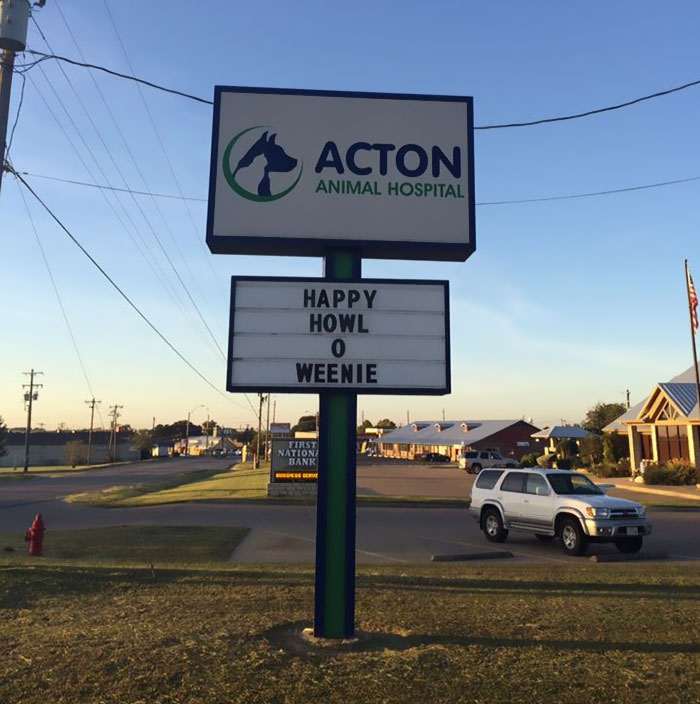 ACTON
ANIMAL HOSPITAL
HAPPY
HOWL
O
WEENIE
FIRST
NATIONAL
BANK